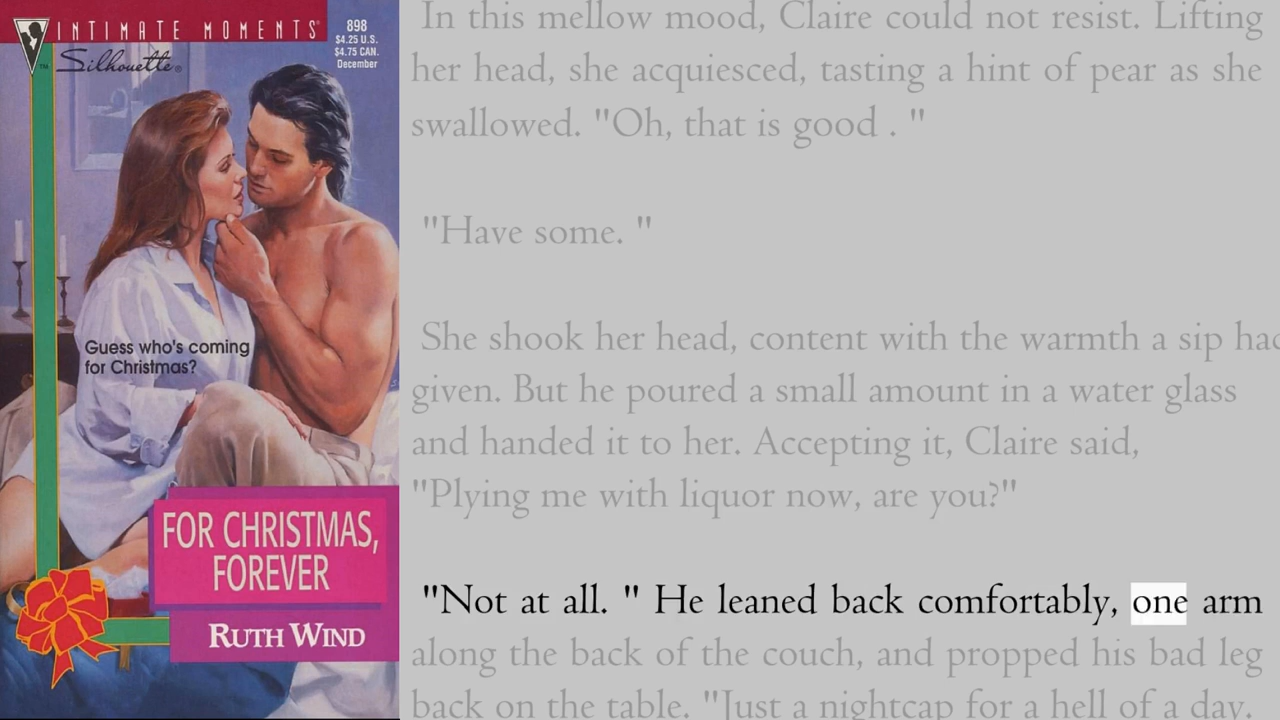 INTIMATE MOMENTS®
Silhouette®
TM
898
$4.25 U.S.
$4.75 CAN.
December
Guess who's coming
for Christmas?
FOR CHRISTMAS,
FOREVER
RUTH WIND
In this mellow mood, Claire could not resist. Lifting
her head, she acquiesced, tasting a hint of pear as she
swallowed. "Oh, that is good . "
"Have some. "
She shook her head, content with the warmth a sip had
given. But he poured a small amount in a water glass
and handed it to her. Accepting it, Claire said,
"Plying me with liquor now, are you?"
"Not at all. " He leaned back comfortably, one arm
along the back of the couch, and propped his bad leg
back on the table. "Just a nightcap for a hell of a day.